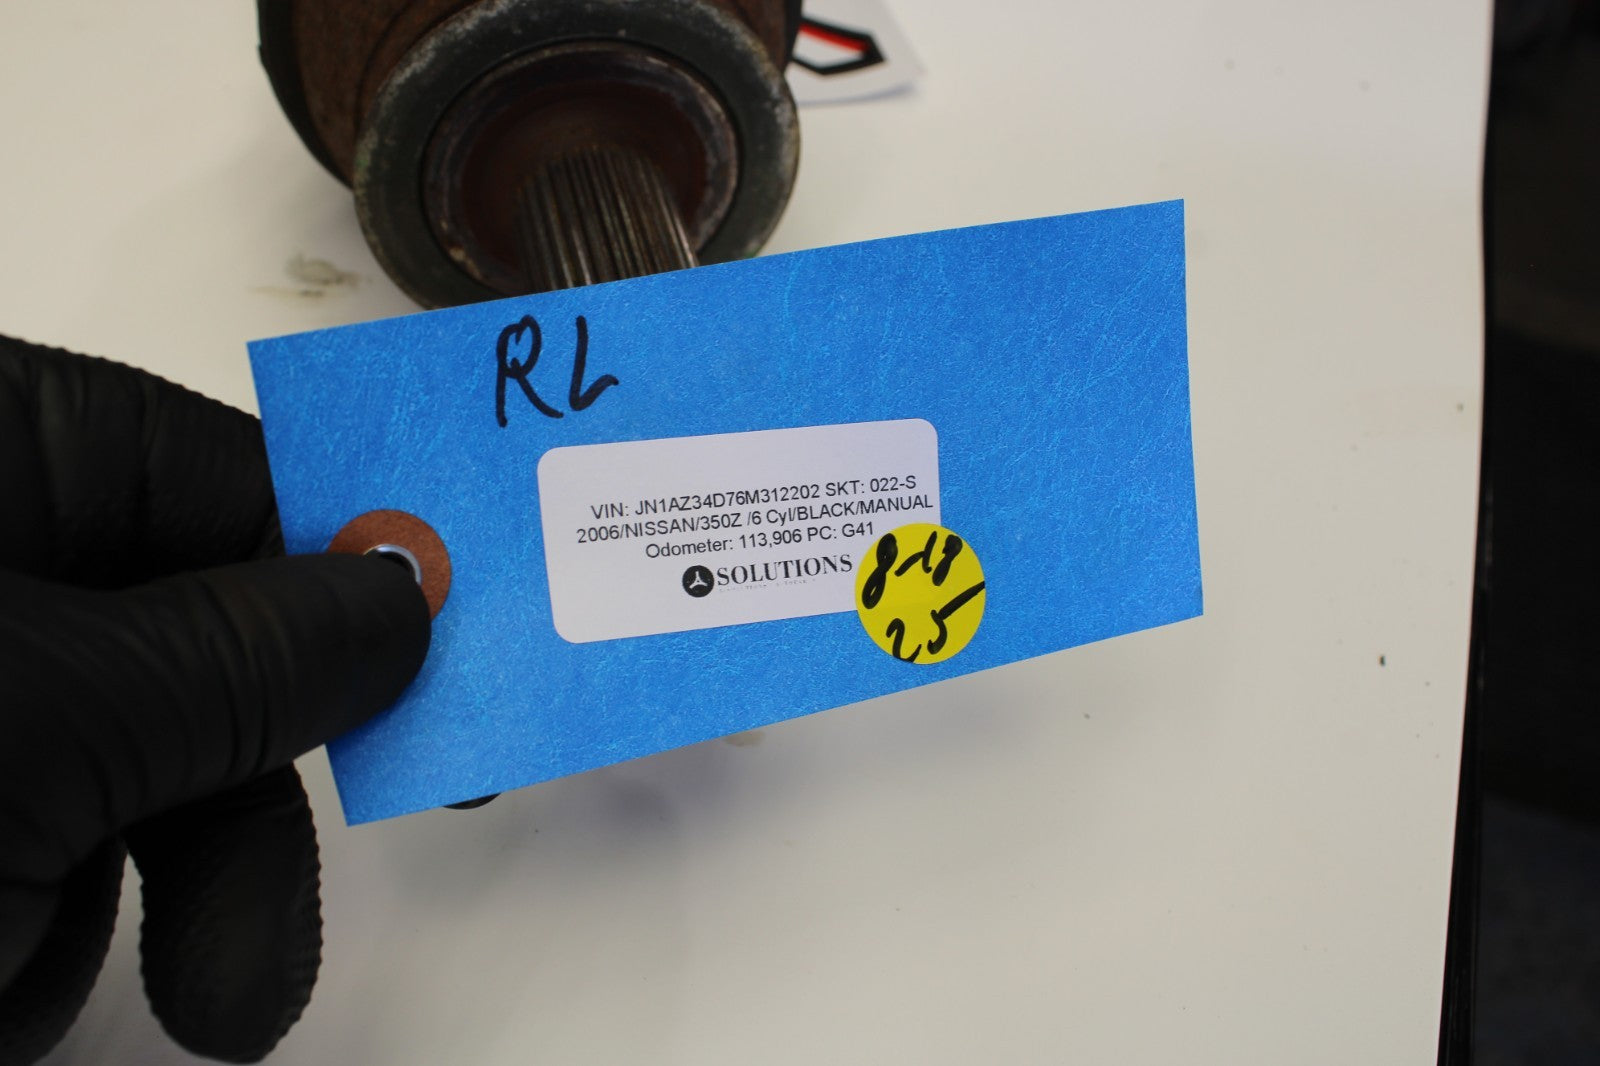 RL
VIN: JN1AZ34D76M312202 SKT: 022-S
2006/NISSAN/350Z /6 Cyl/BLACK/MANUAL
Odometer: 113,906 PC: G41
SOLUTIONS
8-18
25